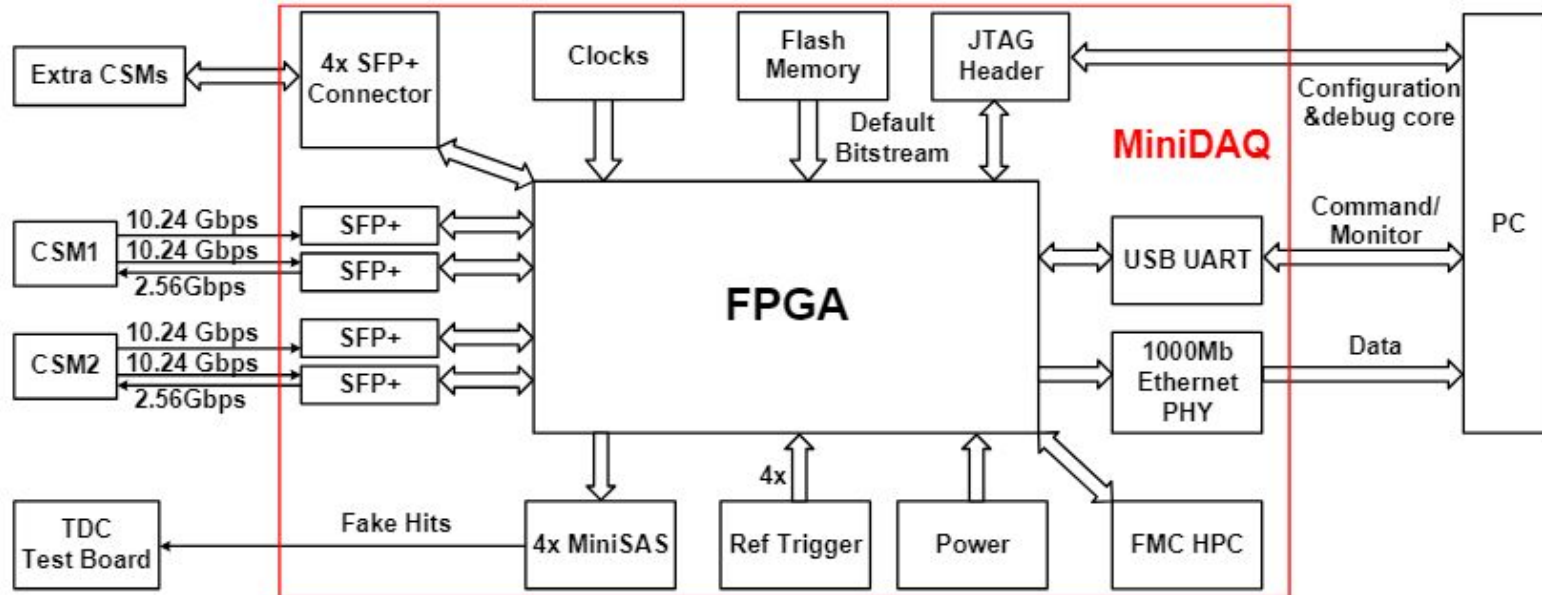 Extra CSMs
4x SFP+
Connector
Clocks
Flash
Memory
JTAG
Header
Configuration
&debug core
Default
Bitstream
MiniDAQ
PC
CSM1
10.24 Gbps
10.24 Gbps
2.56Gbps
SFP+
SFP+
FPGA
USB UART
Command/
Monitor
CSM2
10.24 Gbps
10.24 Gbps
2.56Gbps
SFP+
SFP+
1000Mb
Ethernet
PHY
Data
TDC
Test Board
Fake Hits
4x MiniSAS
4x
Ref Trigger
Power
FMC HPC